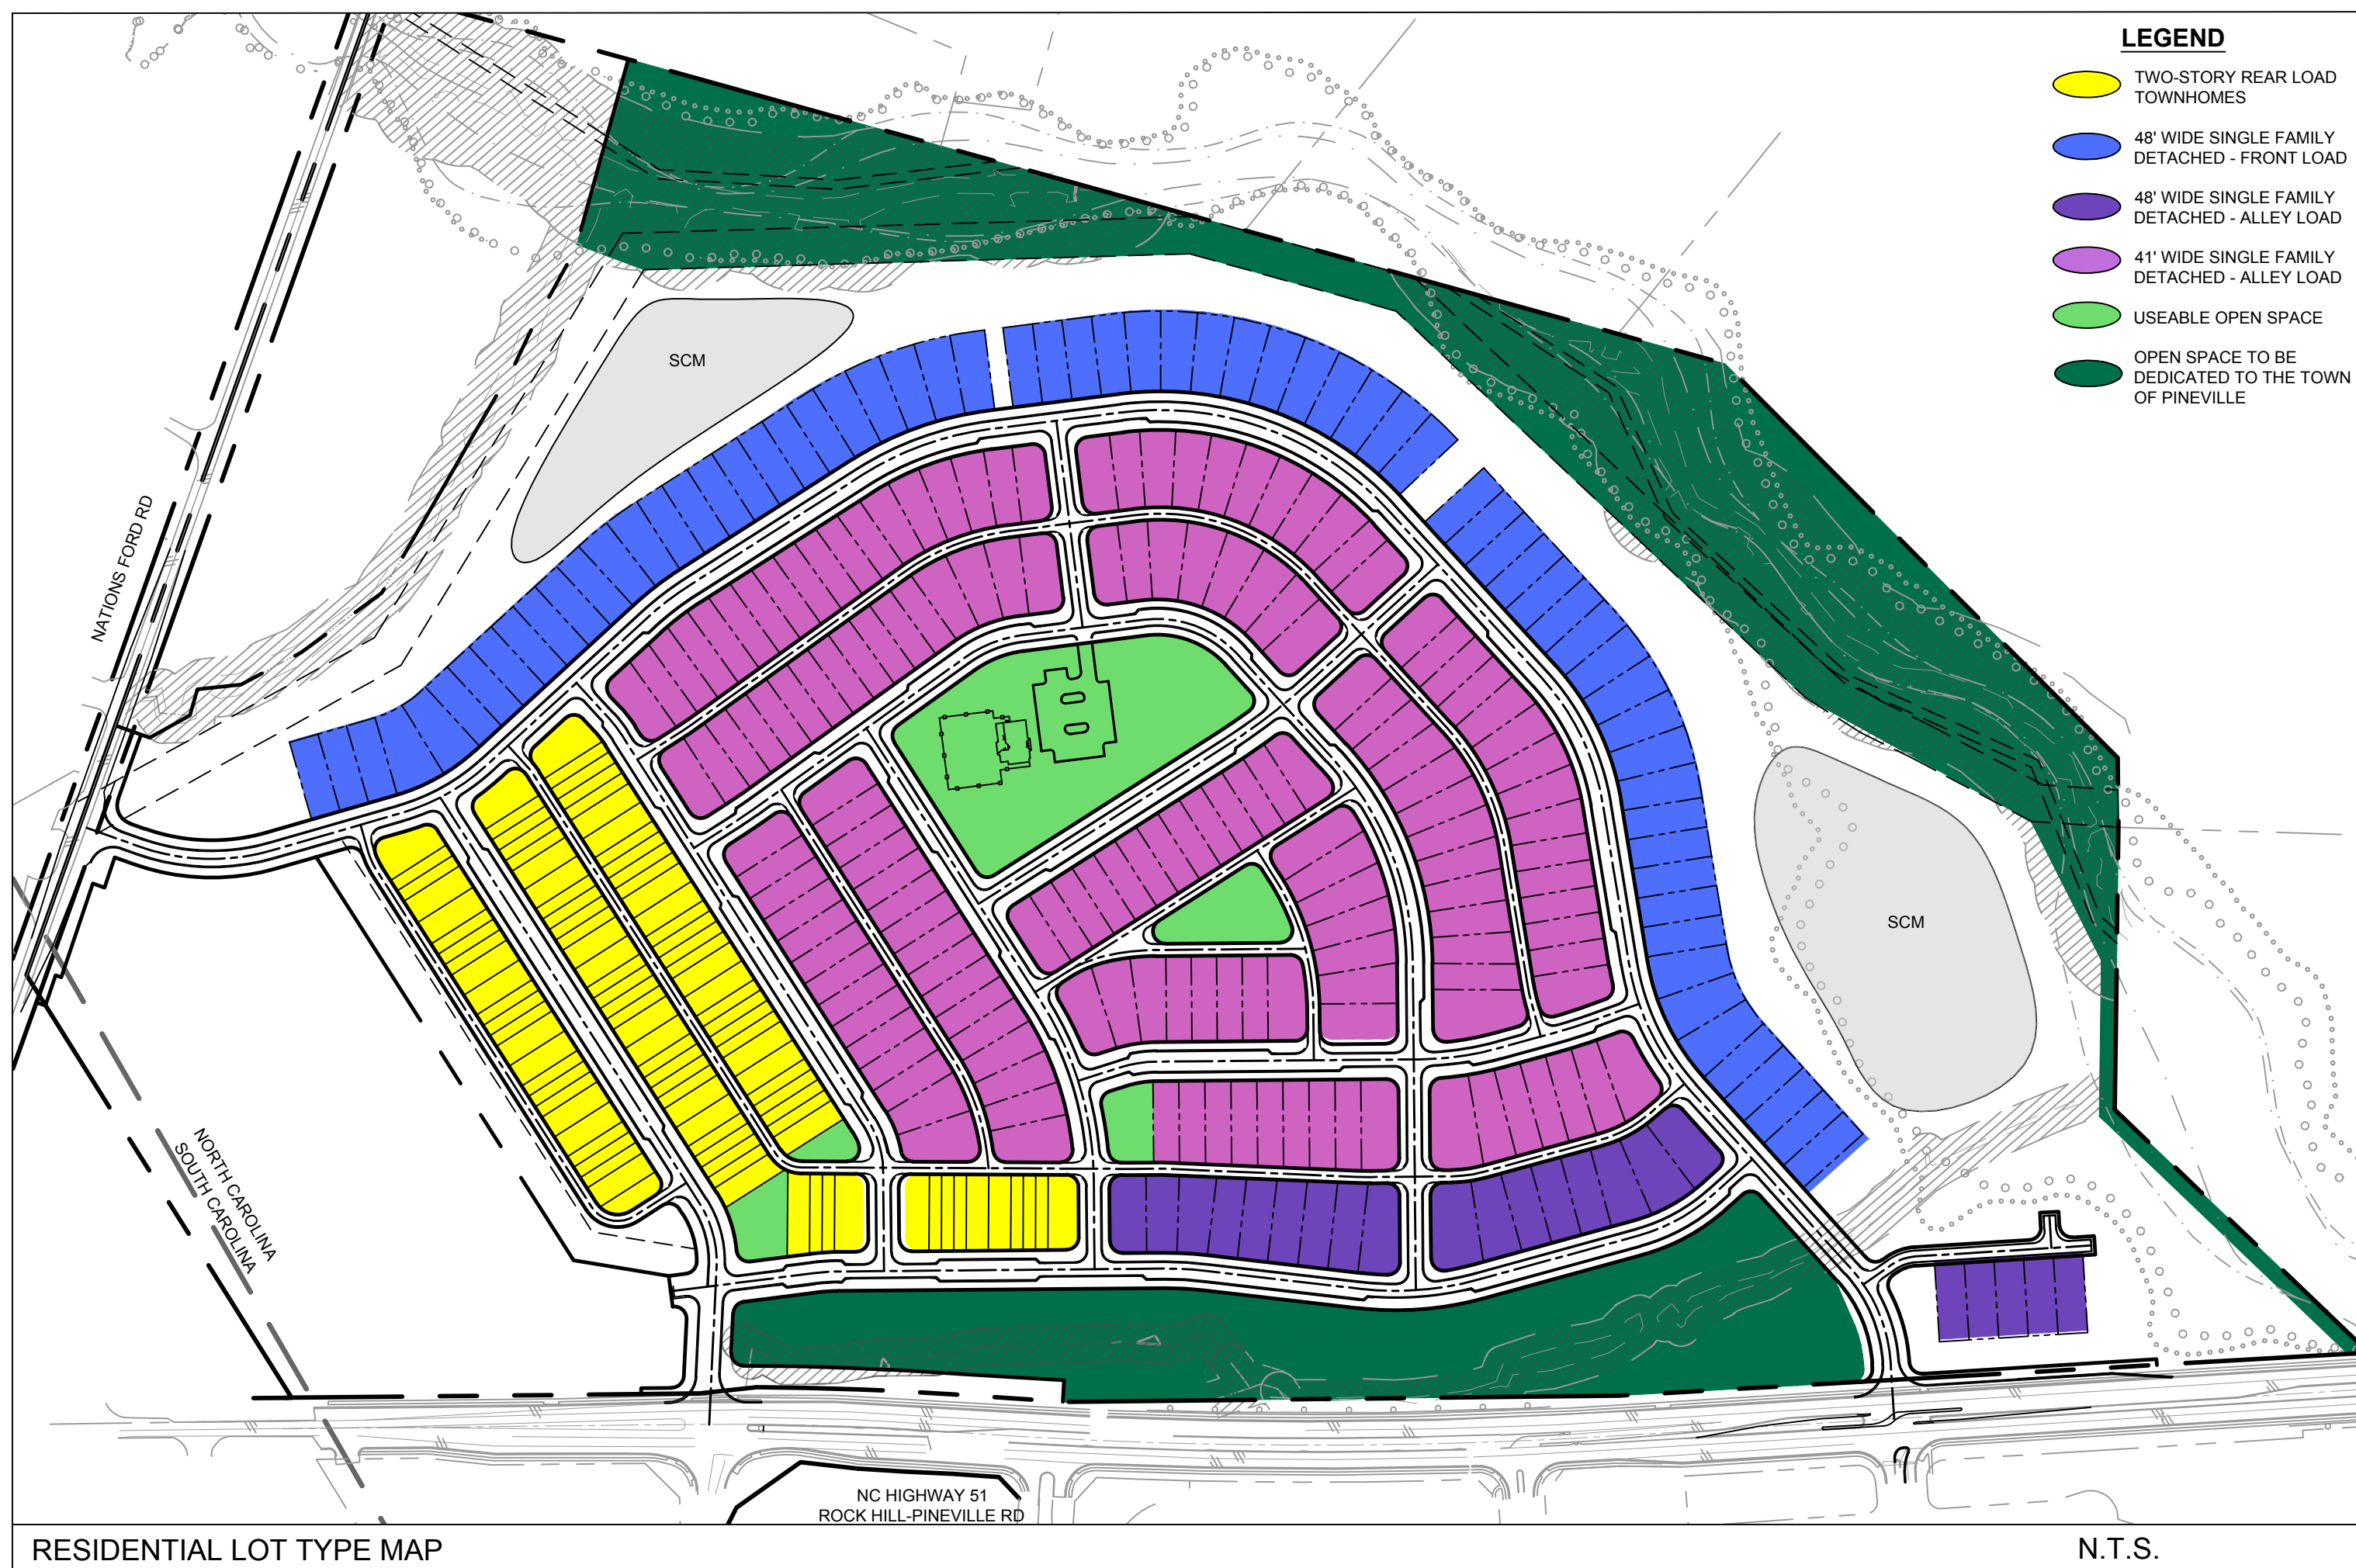 LEGEND
TWO-STORY REAR LOAD
TOWNHOMES
48' WIDE SINGLE FAMILY
DETACHED - FRONT LOAD
48' WIDE SINGLE FAMILY
DETACHED - ALLEY LOAD
41' WIDE SINGLE FAMILY
DETACHED - ALLEY LOAD
USEABLE OPEN SPACE
OPEN SPACE TO BE
DEDICATED TO THE TOWN
OF PINEVILLE
SCM
NATIONS FORD RD
SCM
NORTH CAROLINA
SOUTH CAROLINA
NC HIGHWAY 51
ROCK HILL-PINEVILLE RD
RESIDENTIAL LOT TYPE MAP
N.T.S.